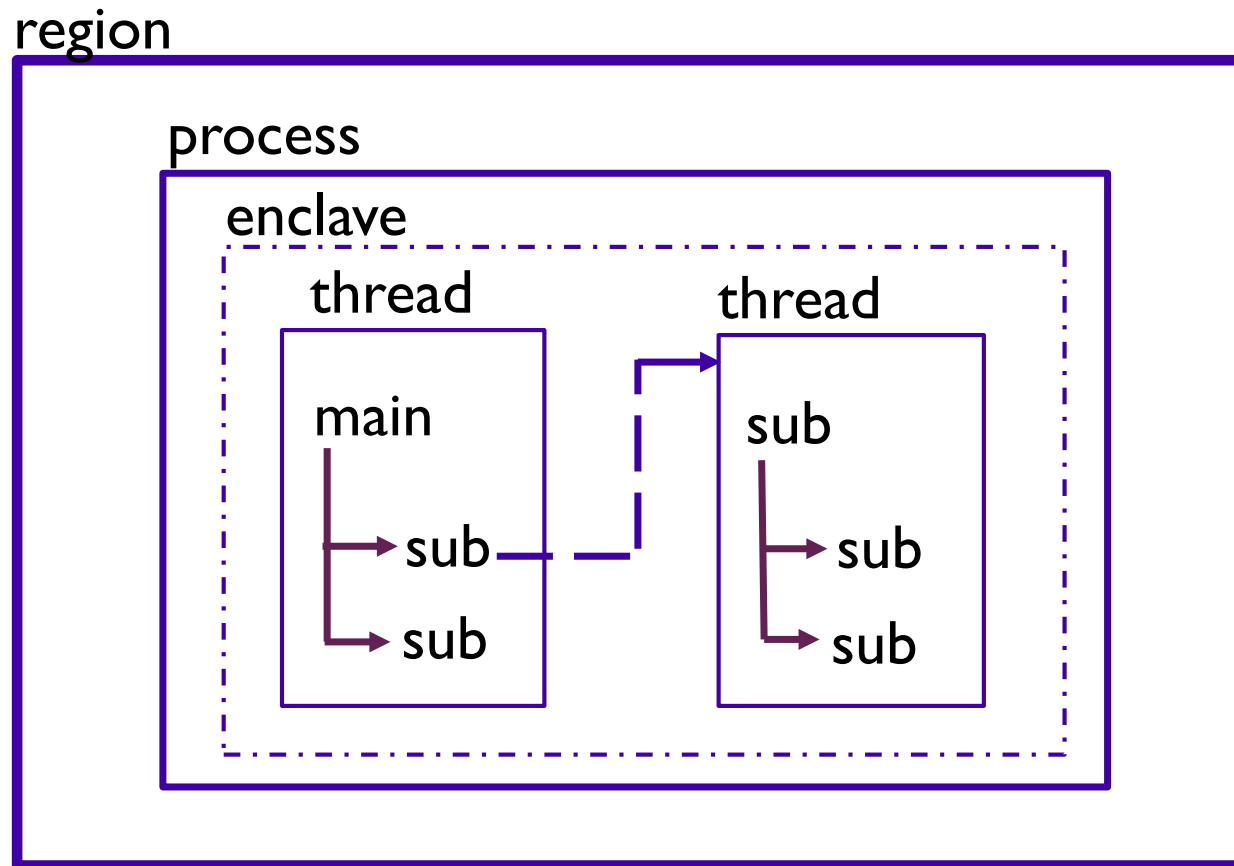 region
process
enclave
thread
thread
main
sub
sub
sub
sub
sub